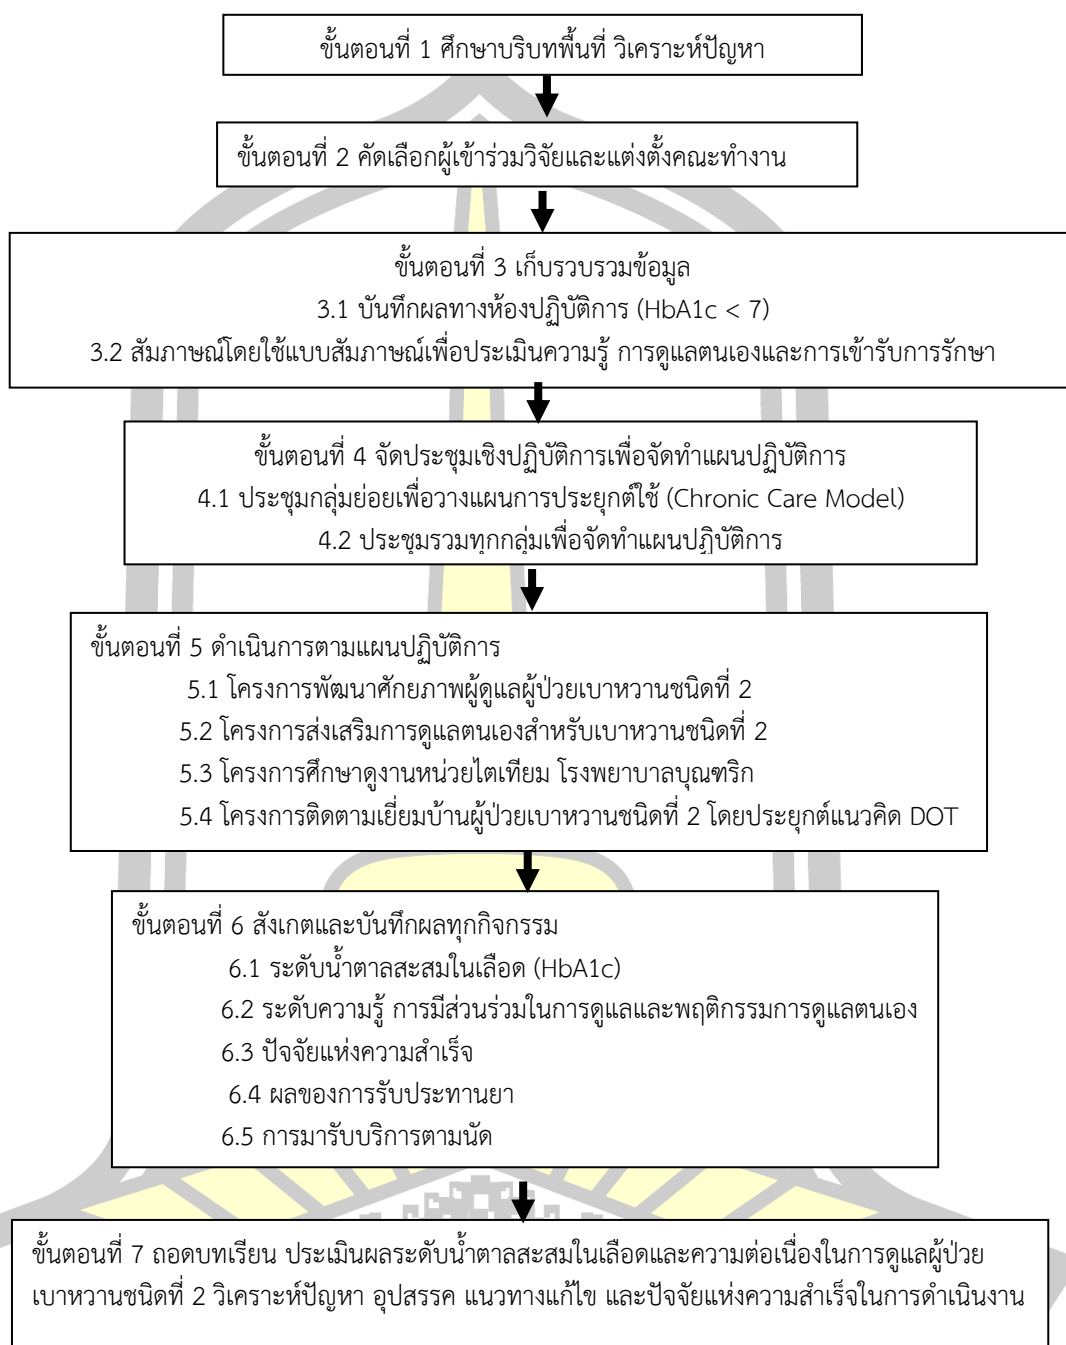 ขั้นตอนที่ 1 ศึกษาบริบทพื้นที่ วิเคราะห์ปัญหา
ขั้นตอนที่ 2 คัดเลือกผู้เข้าร่วมวิจัยและแต่งตั้งคณะทำงาน
ขั้นตอนที่ 3 เก็บรวบรวมข้อมูล
3.1 บันทึกผลทางห้องปฏิบัติการ (HbA1c < 7)
3.2 สัมภาษณ์โดยใช้แบบสัมภาษณ์เพื่อประเมินความรู้ การดูแลตนเองและการเข้ารับการรักษา
ขั้นตอนที่ 4 จัดประชุมเชิงปฏิบัติการเพื่อจัดทำแผนปฏิบัติการ
4.1 ประชุมกลุ่มย่อยเพื่อวางแผนการประยุกต์ใช้ (Chronic Care Model)
4.2 ประชุมรวมทุกกลุ่มเพื่อจัดทำแผนปฏิบัติการ
ขั้นตอนที่ 5 ดำเนินการตามแผนปฏิบัติการ
5.1 โครงการพัฒนาศักยภาพผู้ดูแลผู้ป่วยเบาหวานชนิดที่ 2
5.2 โครงการส่งเสริมการดูแลตนเองสำหรับเบาหวานชนิดที่ 2
5.3 โครงการศึกษาดูงานหน่วยไตเทียม โรงพยาบาลบุณฑริก
5.4 โครงการติดตามเยี่ยมบ้านผู้ป่วยเบาหวานชนิดที่ 2 โดยประยุกต์แนวคิด DOT
ขั้นตอนที่ 6 สังเกตและบันทึกผลทุกกิจกรรม
6.1 ระดับน้ำตาลสะสมในเลือด (HbA1c)
6.2 ระดับความรู้ การมีส่วนร่วมในการดูแลและพฤติกรรมการดูแลตนเอง
6.3 ปัจจัยแห่งความสำเร็จ
6.4 ผลของการรับประทานยา
6.5 การมารับบริการตามนัด
ขั้นตอนที่ 7 ถอดบทเรียน ประเมินผลระดับน้ำตาลสะสมในเลือดและความต่อเนื่องในการดูแลผู้ป่วย
เบาหวานชนิดที่ 2 วิเคราะห์ปัญหา อุปสรรค แนวทางแก้ไข และปัจจัยแห่งความสำเร็จในการดำเนินงาน